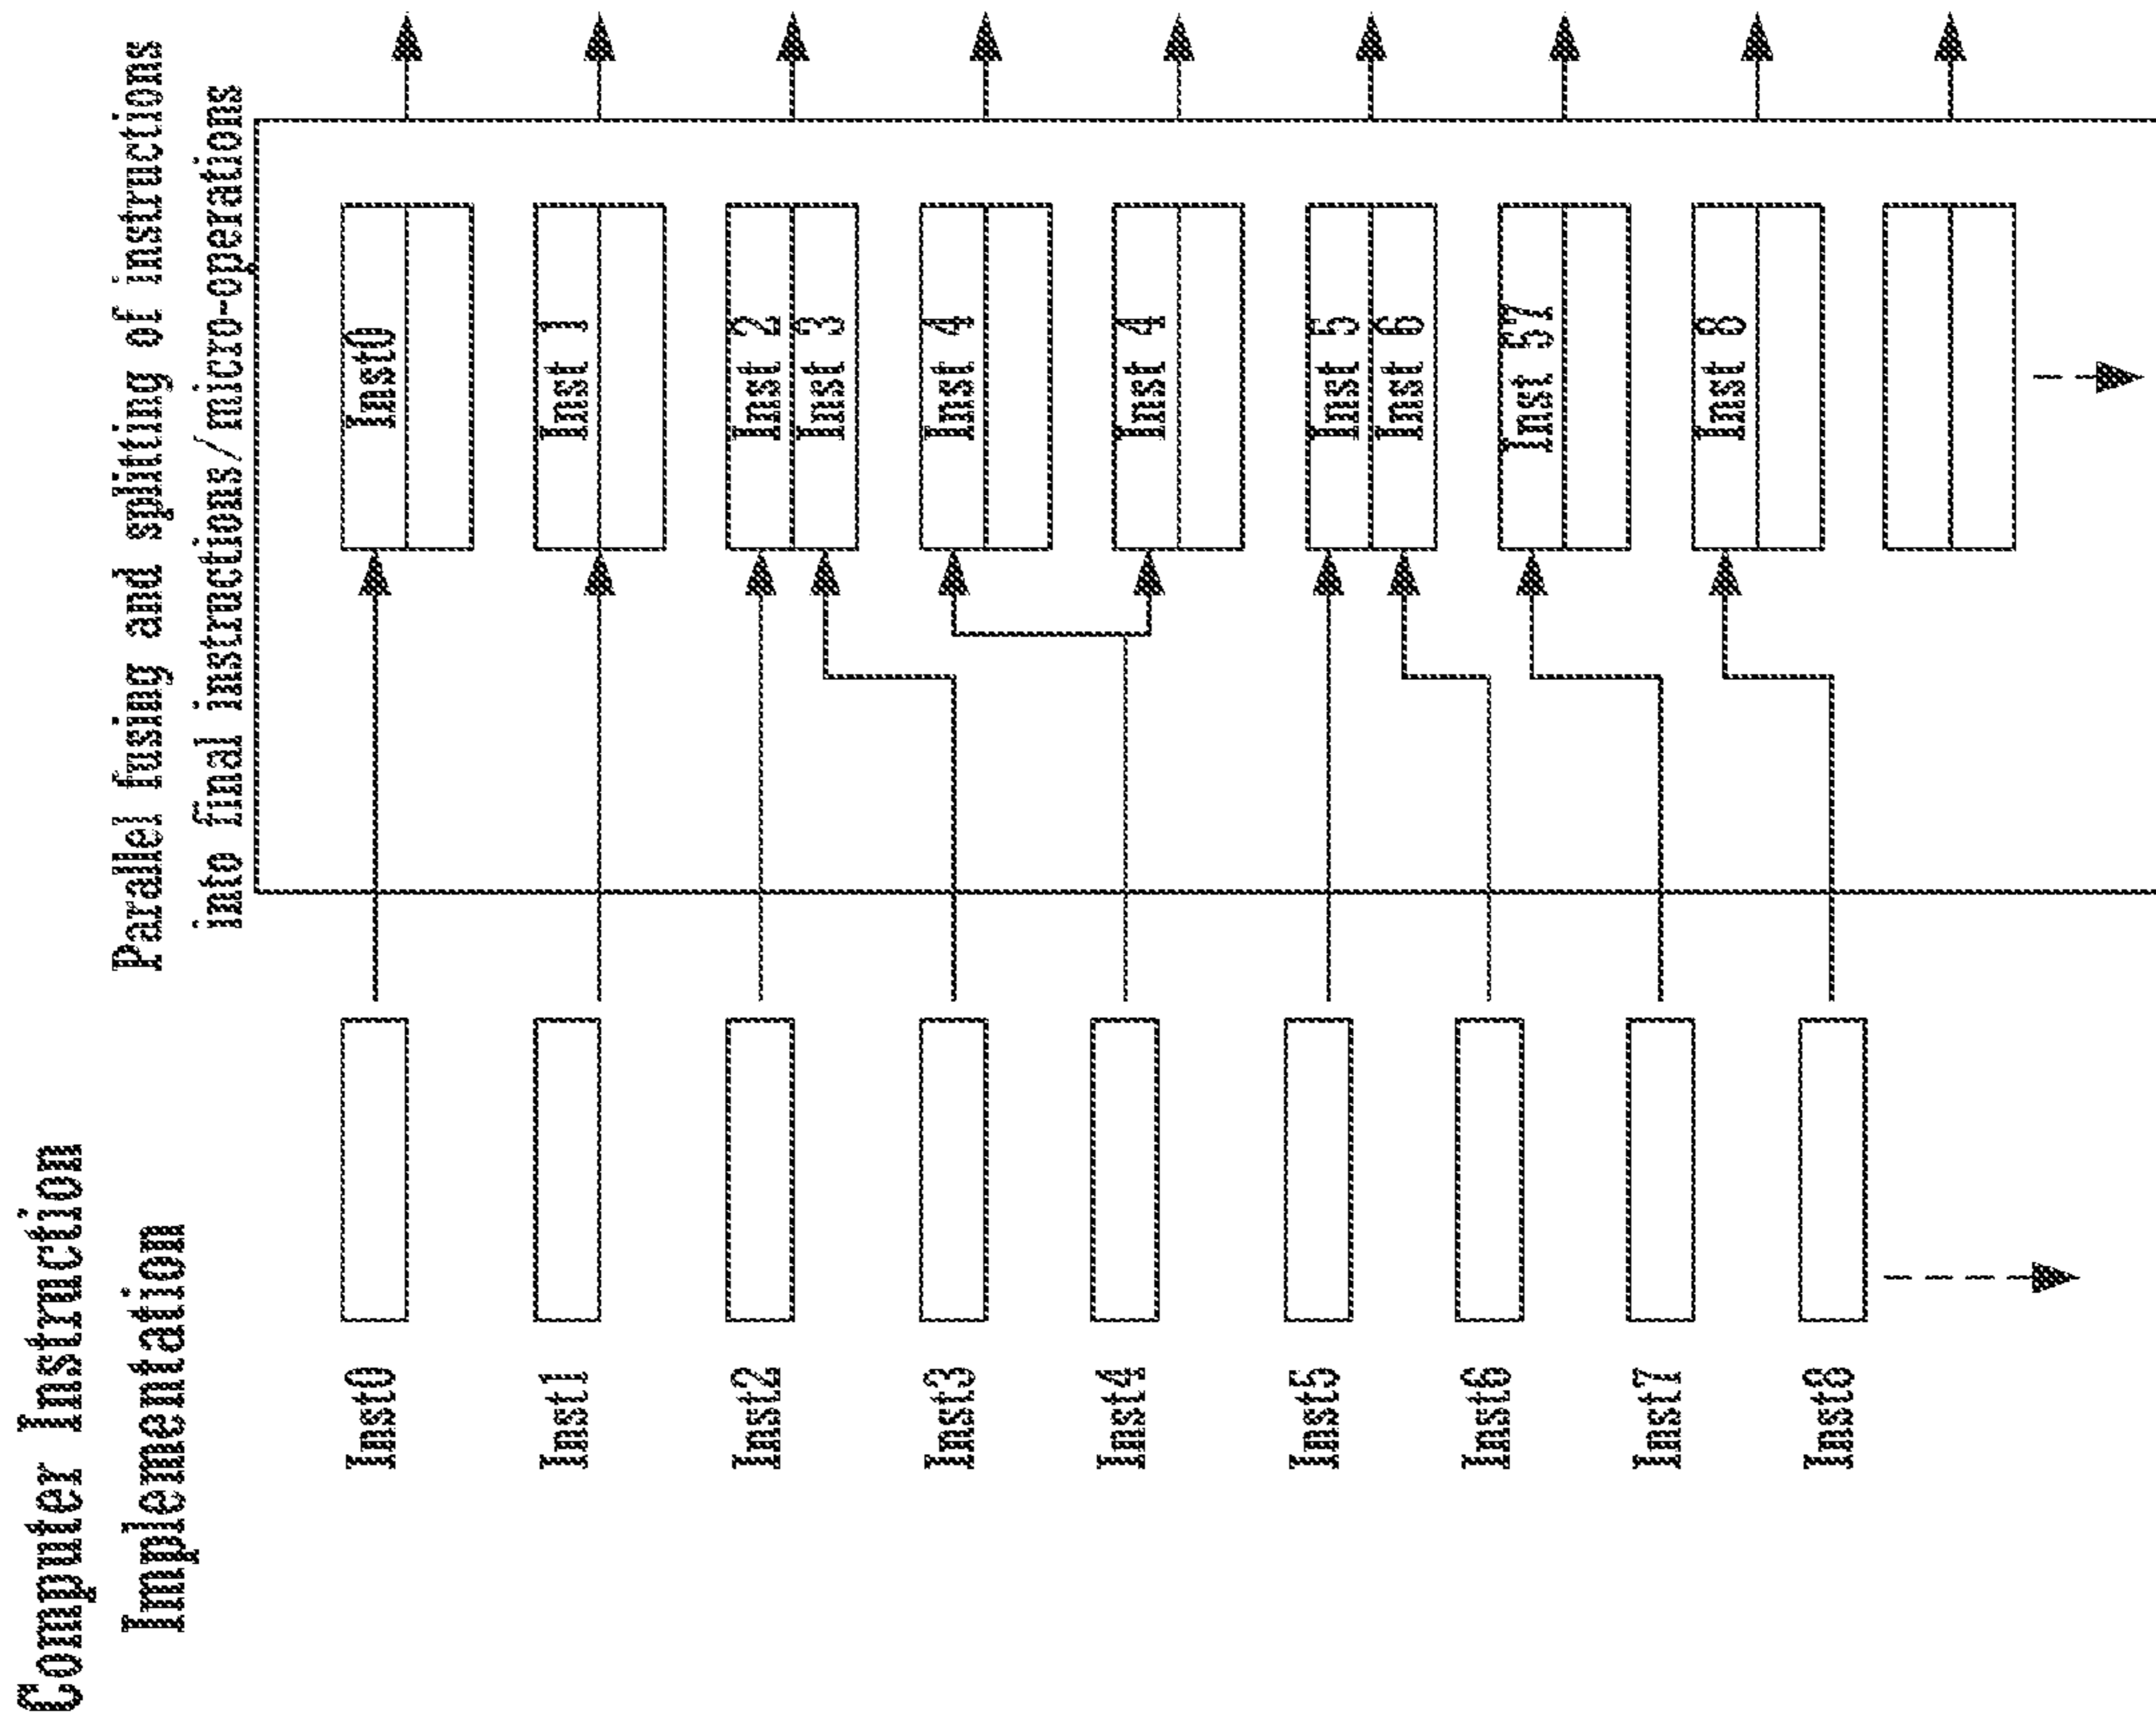 Computer Instruction
Implementation
Parallel fusing and splitting of instructions
into final instructions/micro-operations
Inst0
Inst1
Inst2
Inst3
Inst4
Inst5
Inst6
Inst7
Inst8
Inst0
Inst 1
Inst 2
Inst 3
Inst 4
Inst 4
Inst 5
Inst 6
Inst 57
Inst 8